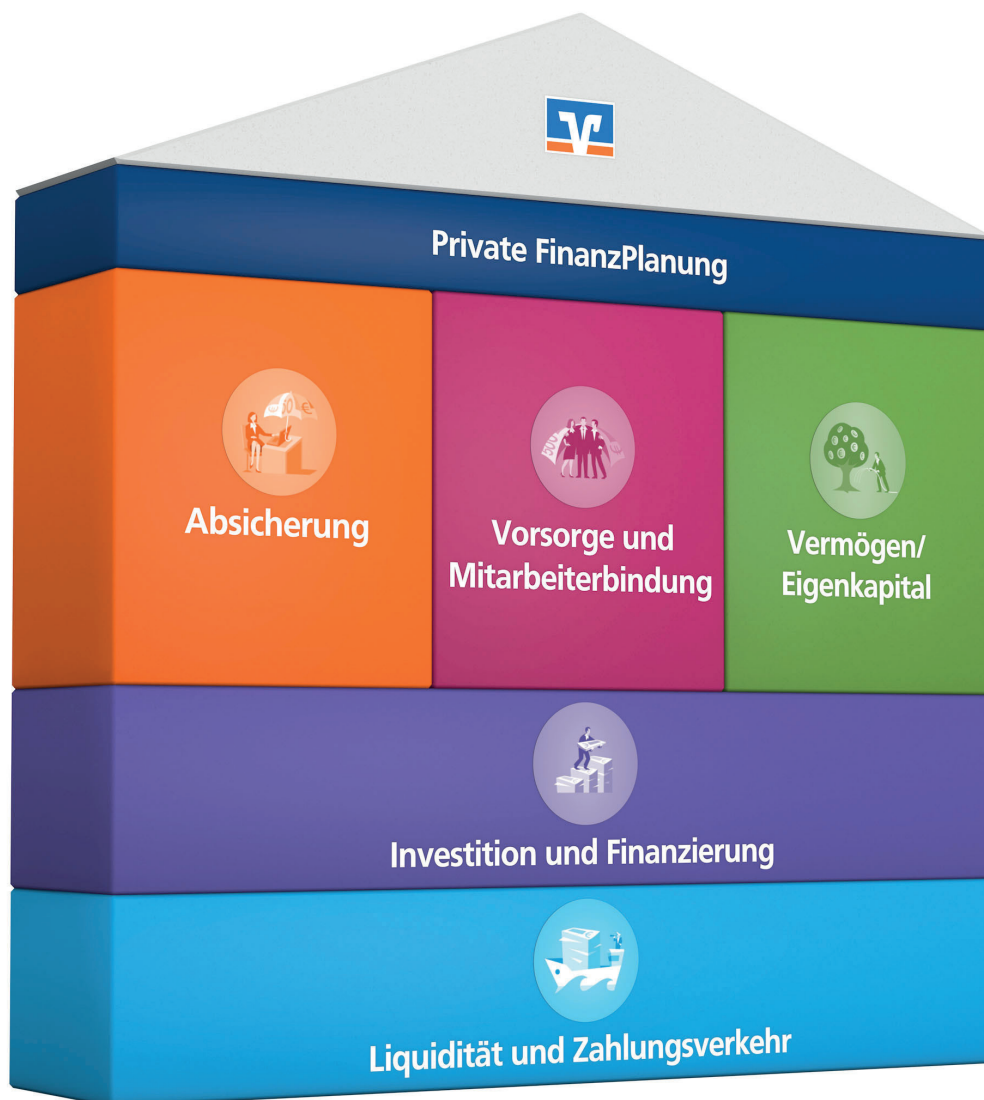 Private FinanzPlanung
Absicherung
Vorsorge und
Mitarbeiterbindung
Vermögen/
Eigenkapital
Investition und Finanzierung
Liquidität und Zahlungsverkehr